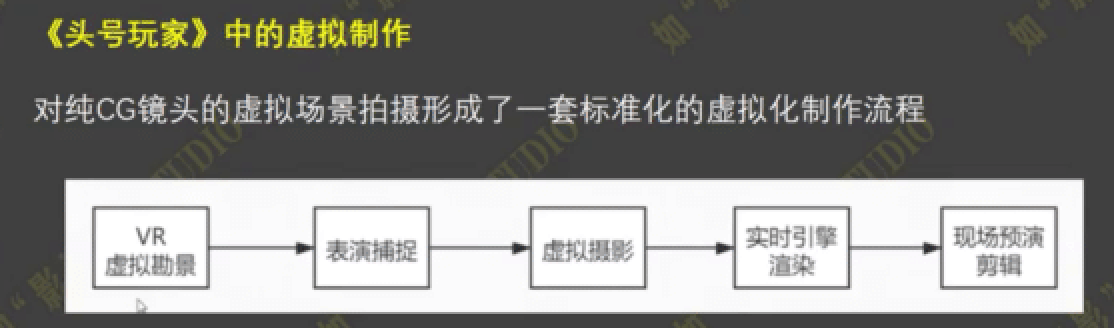 《头号玩家》中的虚拟制作
对纯CG镜头的虚拟场景拍摄形成了一套标准化的虚拟化制作流程
VR
虚拟勘景
表演捕捉
虚拟摄影
实时引擎
渲染
现场预演
剪辑